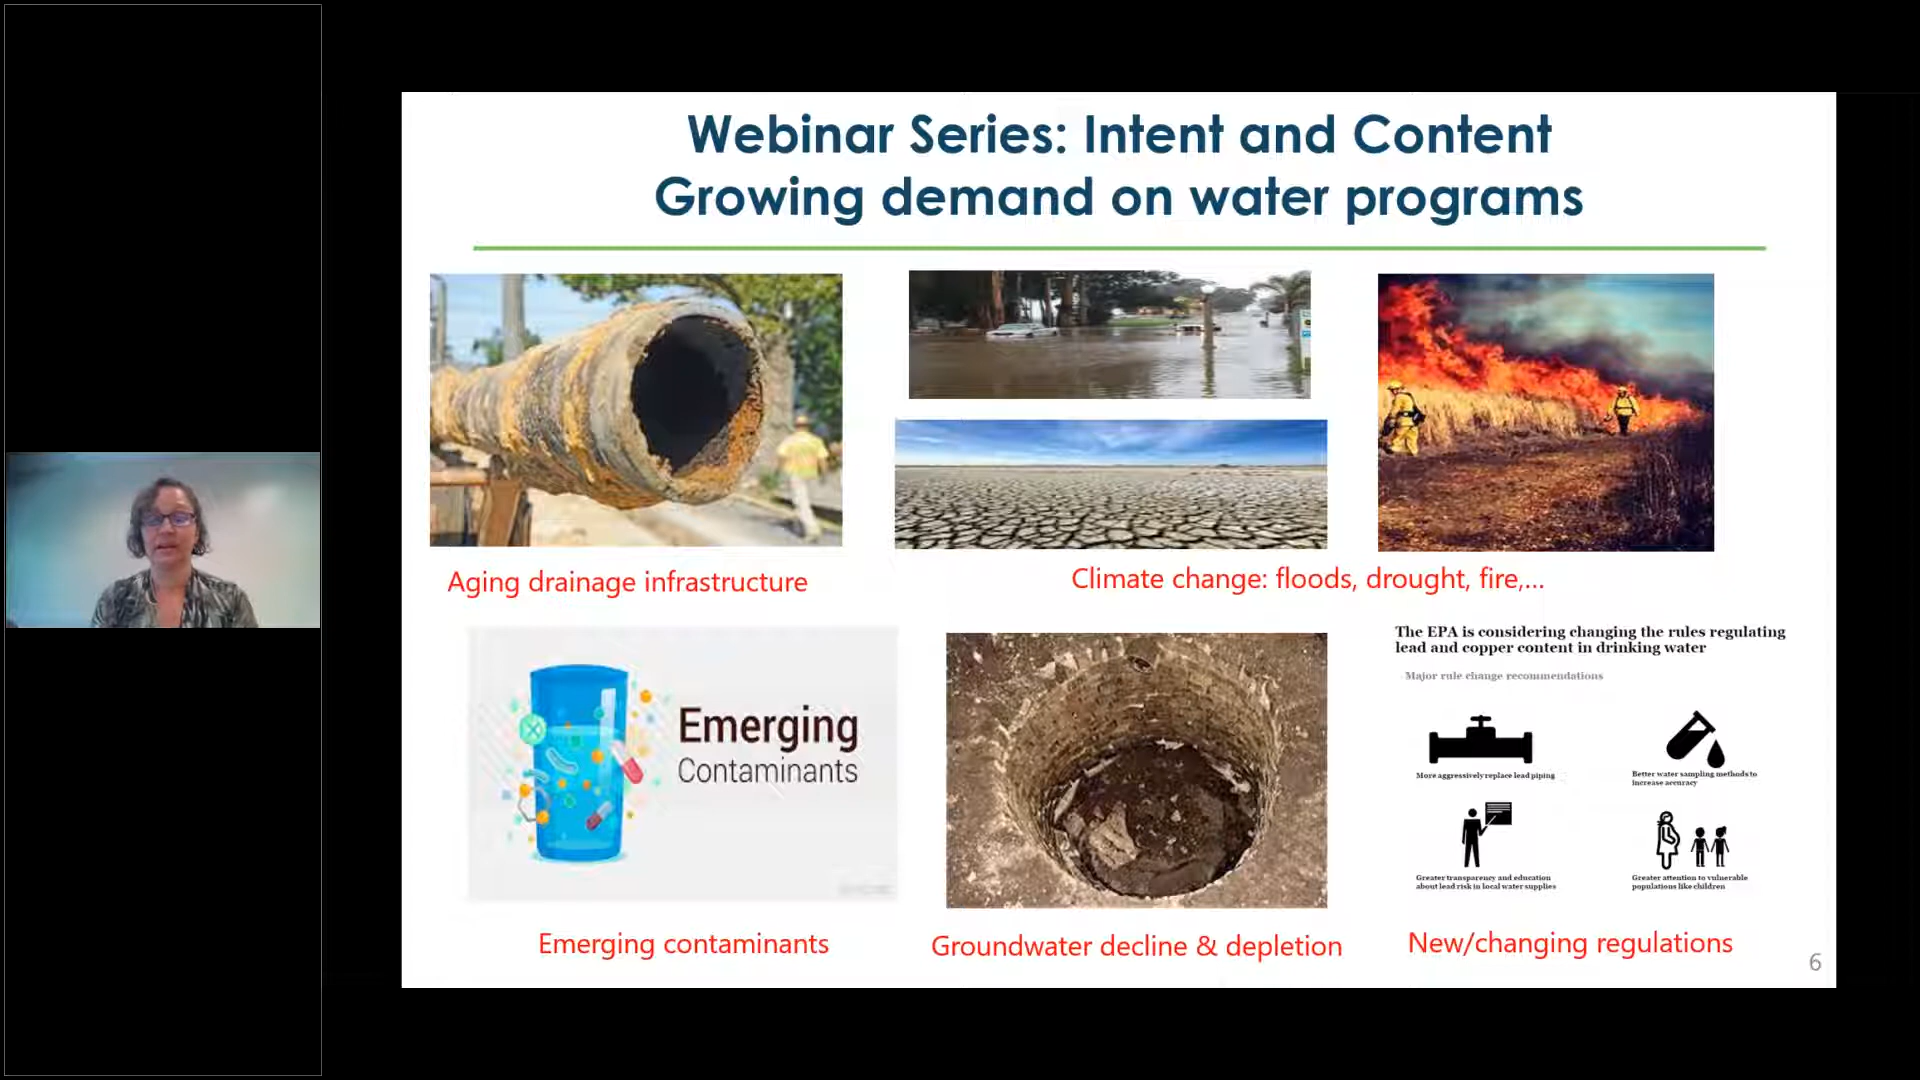 Webinar Series: Intent and Content
Growing demand on water programs
Aging drainage infrastructure
Climate change: floods, drought, fire,...
Emerging
Contaminants
The EPA is considering changing the rules regulating
lead and copper content in drinking water
Major rule change recommendations
More aggressively replace lead piping
Better water sampling methods to
increase accuracy
Greater transparency and education
about lead risk in local water supplies
Greater attention to vulnerable
populations like children
Emerging contaminants
Groundwater decline & depletion
New/changing regulations
6